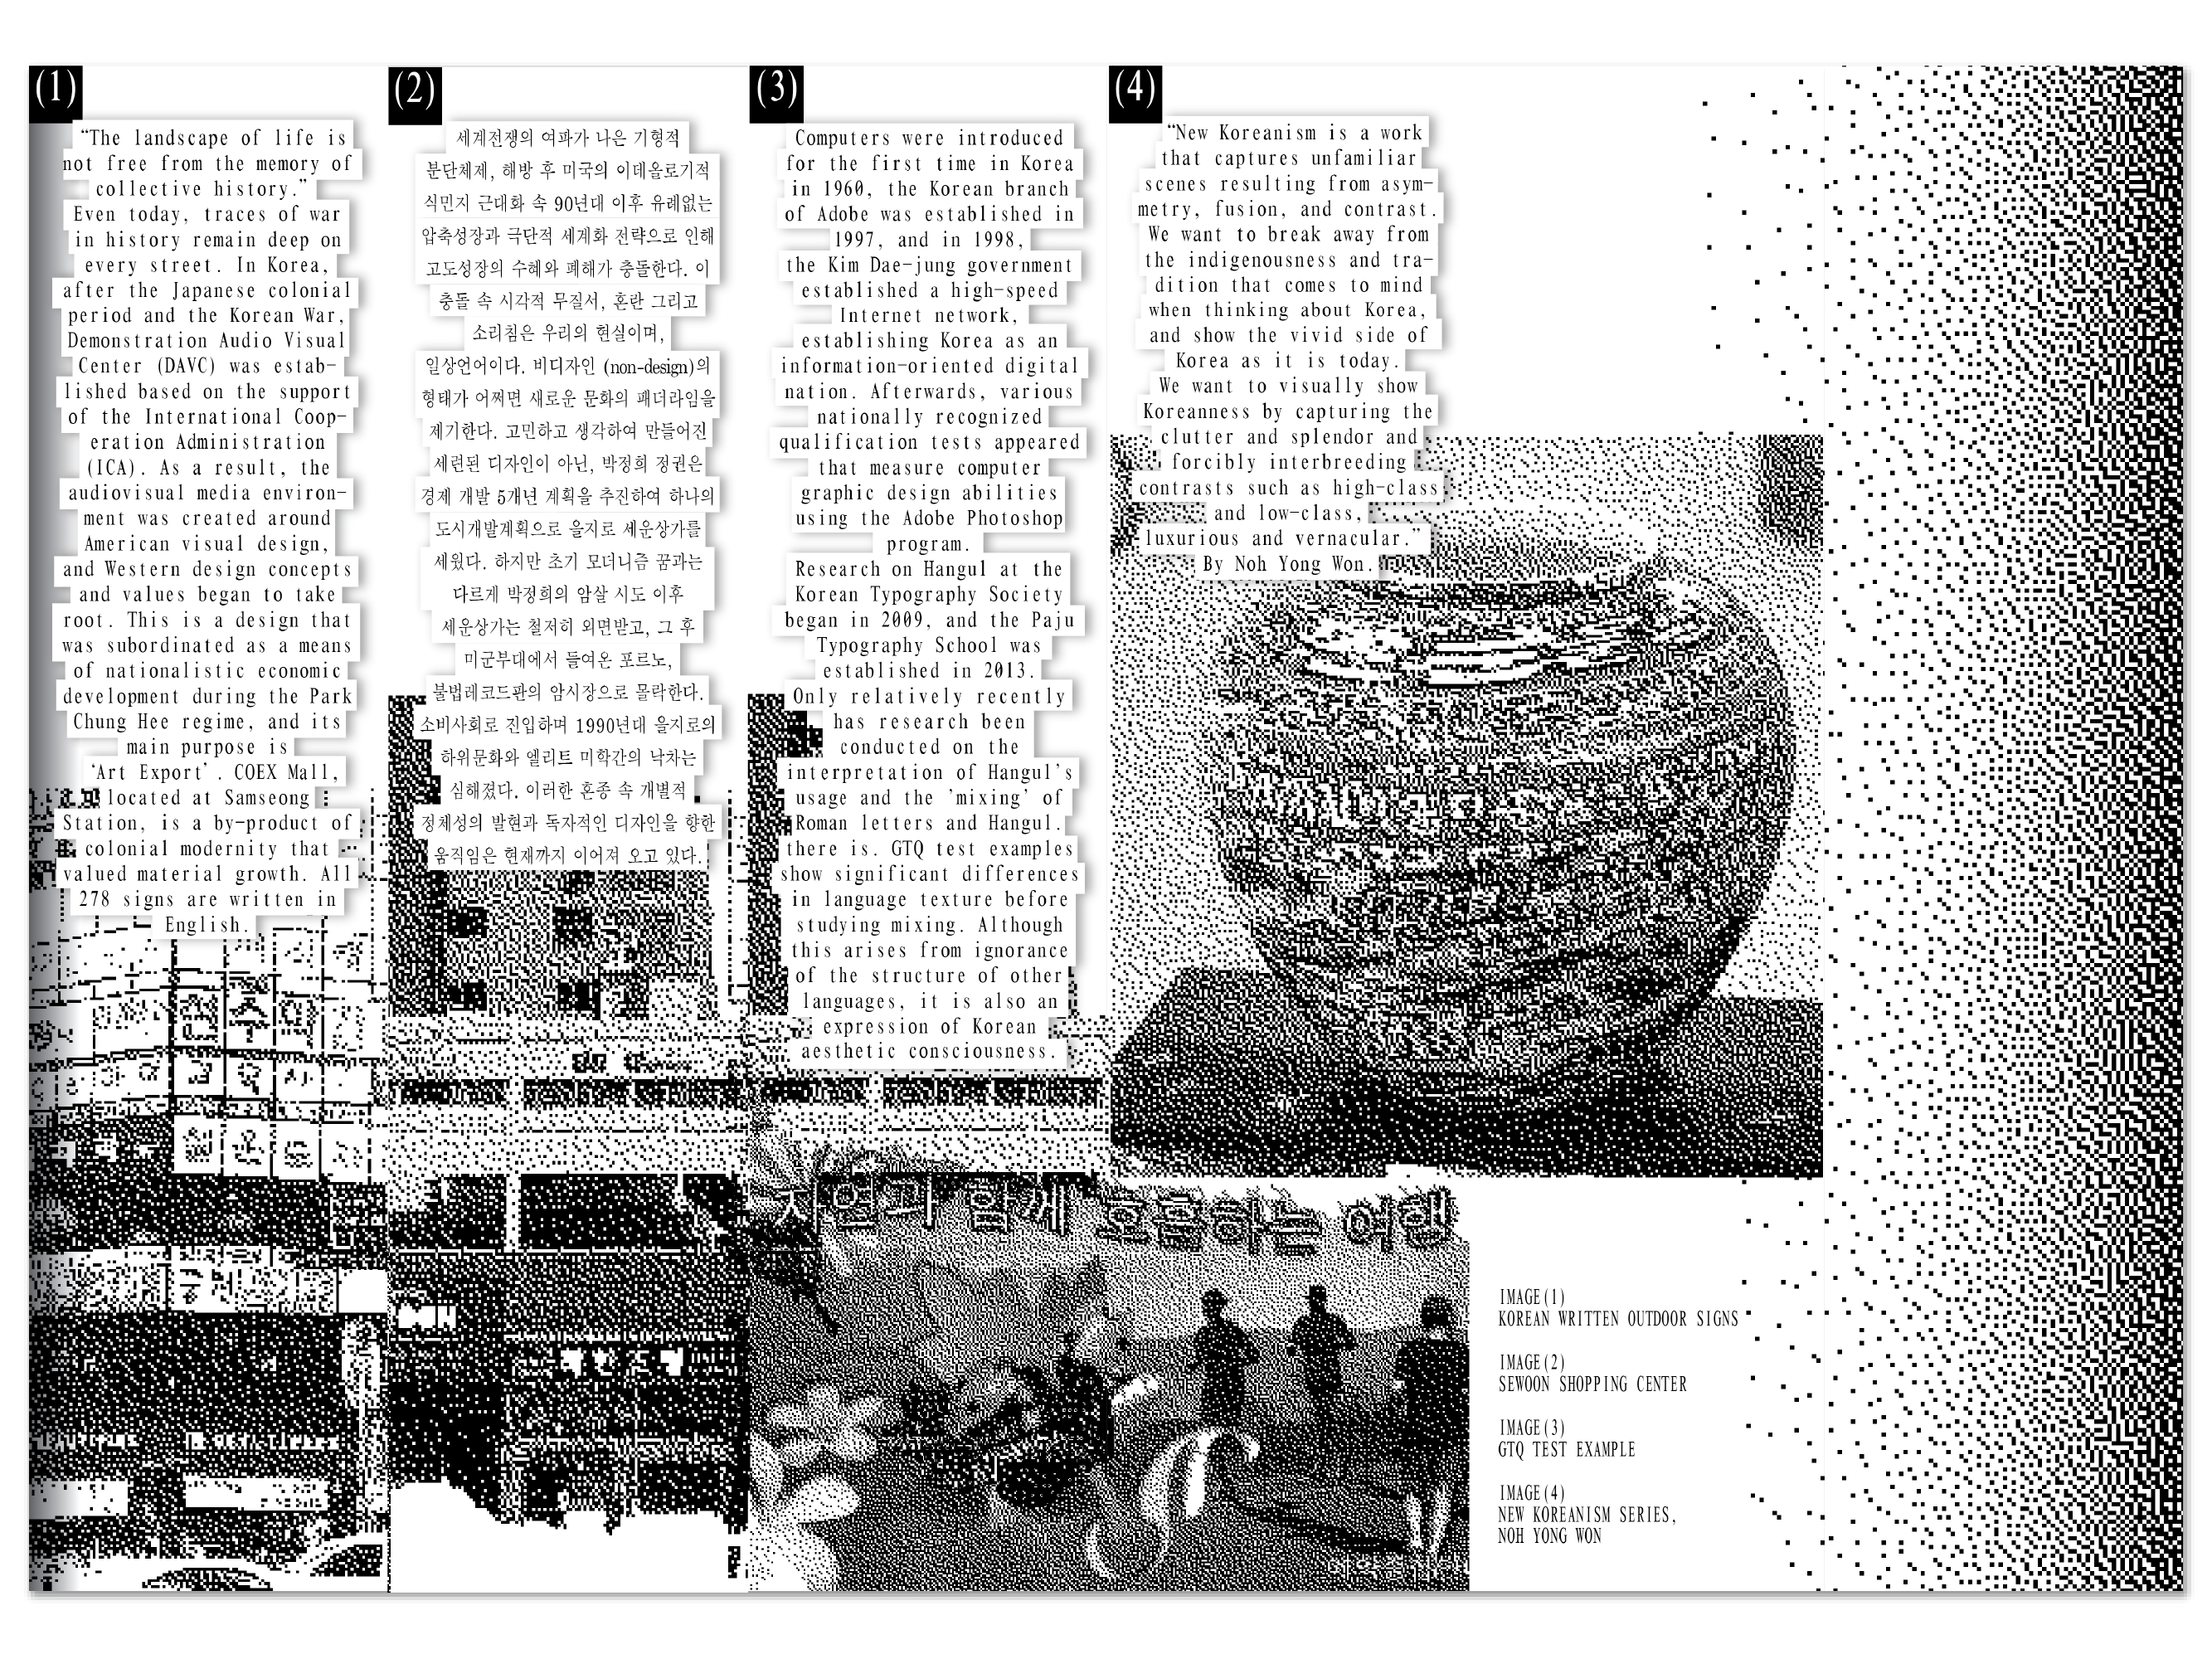 (1)
“The landscape of life is
not free from the memory of
collective history.”
Even today, traces of war
in history remain deep on
every street. In Korea,
after the Japanese colonial
period and the Korean War,
Demonstration Audio Visual
Center (DAVC) was estab-
lished based on the support
of the International Coop-
eration Administration
(ICA). As a result, the
audiovisual media environ-
ment was created around
American visual design,
and Western design concepts
and values began to take
root. This is a design that
was subordinated as a means
of nationalistic economic
development during the Park
Chung Hee regime, and its
main purpose is
‘Art Export’. COEX Mall,
located at Samseong
Station, is a by-product of
colonial modernity that
valued material growth. All
278 signs are written in
English.
(2)
세계전쟁의 여파가 나은 기형적
분단체제, 해방 후 미국의 이데올로기적
식민지 근대화 속 90년대 이후 유례없는
압축성장과 극단적 세계화 전략으로 인해
고도성장의 수혜와 폐해가 충돌한다. 이
충돌 속 시각적 무질서, 혼란 그리고
소리침은 우리의 현실이며,
일상언어이다. 비디자인 (non-design)의
형태가 어쩌면 새로운 문화의 패더라임을
제기한다. 고민하고 생각하여 만들어진
세련된 디자인이 아닌, 박정희 정권은
경제 개발 5개년 계획을 추진하여 하나의
도시개발계획으로 을지로 세운상가를
세웠다. 하지만 초기 모더니즘 꿈과는
다르게 박정희의 암살 시도 이후
세운상가는 철저히 외면받고, 그 후
미군부대에서 들여온 포르노,
불법레코드판의 암시장으로 몰락한다.
소비사회로 진입하며 1990년대 을지로의
하위문화와 엘리트 미학간의 낙차는
심해졌다. 이러한 혼종 속 개별적
정체성의 발현과 독자적인 디자인을 향한
움직임은 현재까지 이어져 오고 있다.
(3)
Computers were introduced
for the first time in Korea
in 1960, the Korean branch
of Adobe was established in
1997, and in 1998,
the Kim Dae-jung government
established a high-speed
Internet network,
establishing Korea as an
information-oriented digital
nation. Afterwards, various
nationally recognized
qualification tests appeared
that measure computer
graphic design abilities
using the Adobe Photoshop
program.
Research on Hangul at the
Korean Typography Society
began in 2009, and the Paju
Typography School was
established in 2013.
Only relatively recently
has research been
conducted on the
interpretation of Hangul’s
usage and the ’mixing’ of
Roman letters and Hangul.
there is. GTQ test examples
show significant differences
in language texture before
studying mixing. Although
this arises from ignorance
of the structure of other
languages, it is also an
expression of Korean
aesthetic consciousness.
(4)
“New Koreanism is a work
that captures unfamiliar
scenes resulting from asym-
metry, fusion, and contrast.
We want to break away from
the indigenousness and tra-
dition that comes to mind
when thinking about Korea,
and show the vivid side of
Korea as it is today.
We want to visually show
Koreanness by capturing the
clutter and splendor and
forcibly interbreeding
contrasts such as high-class
and low-class,
luxurious and vernacular.”
By Noh Yong Won.
자연과 함께 호흡하는 여행
IMAGE(1)
KOREAN WRITTEN OUTDOOR SIGNS
IMAGE(2)
SEWOON SHOPPING CENTER
IMAGE(3)
GTQ TEST EXAMPLE
IMAGE(4)
NEW KOREANISM SERIES,
NOH YONG WON